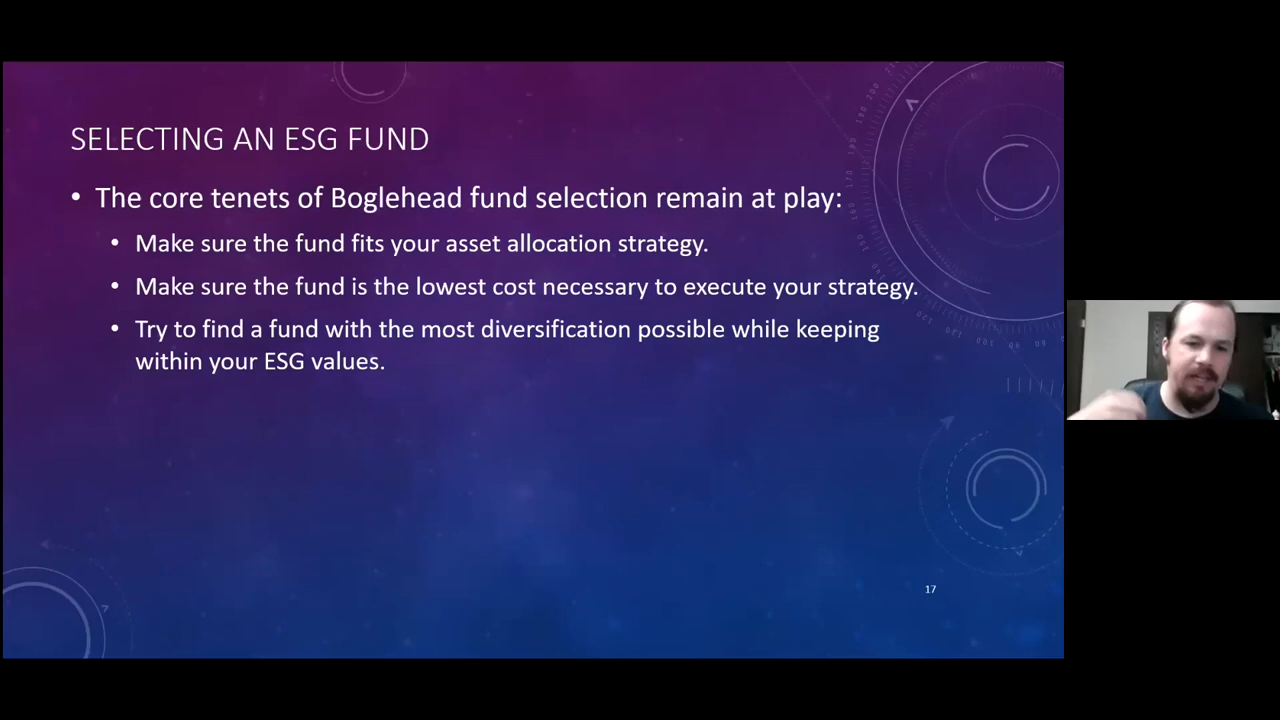 SELECTING AN ESG FUND
• The core tenets of Boglehead fund selection remain at play:
• Make sure the fund fits your asset allocation strategy.
• Make sure the fund is the lowest cost necessary to execute your strategy.
• Try to find a fund with the most diversification possible while keeping
within your ESG values.
17